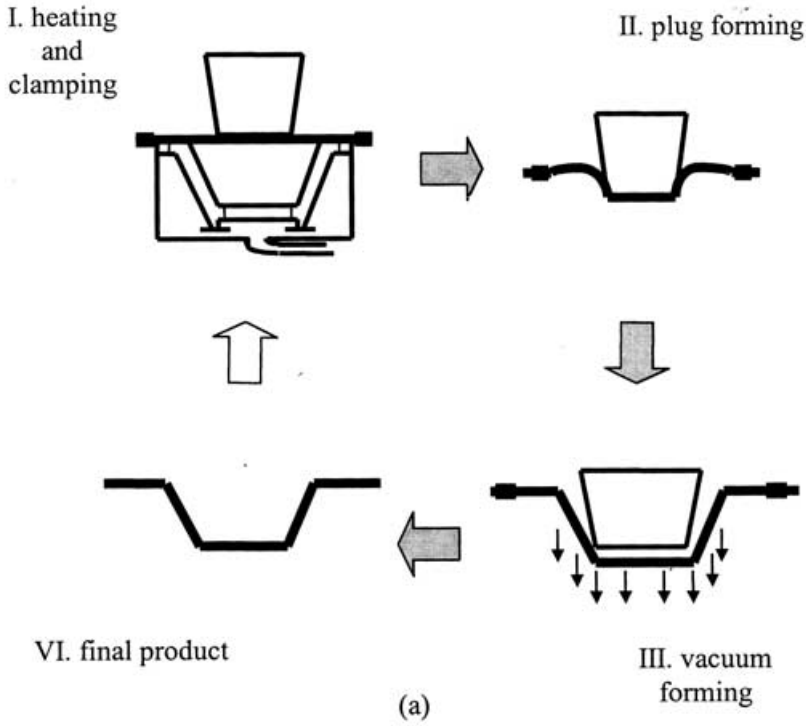 I. heating
and
clamping
II. plug forming
VI. final product
III. vacuum
forming
(a)